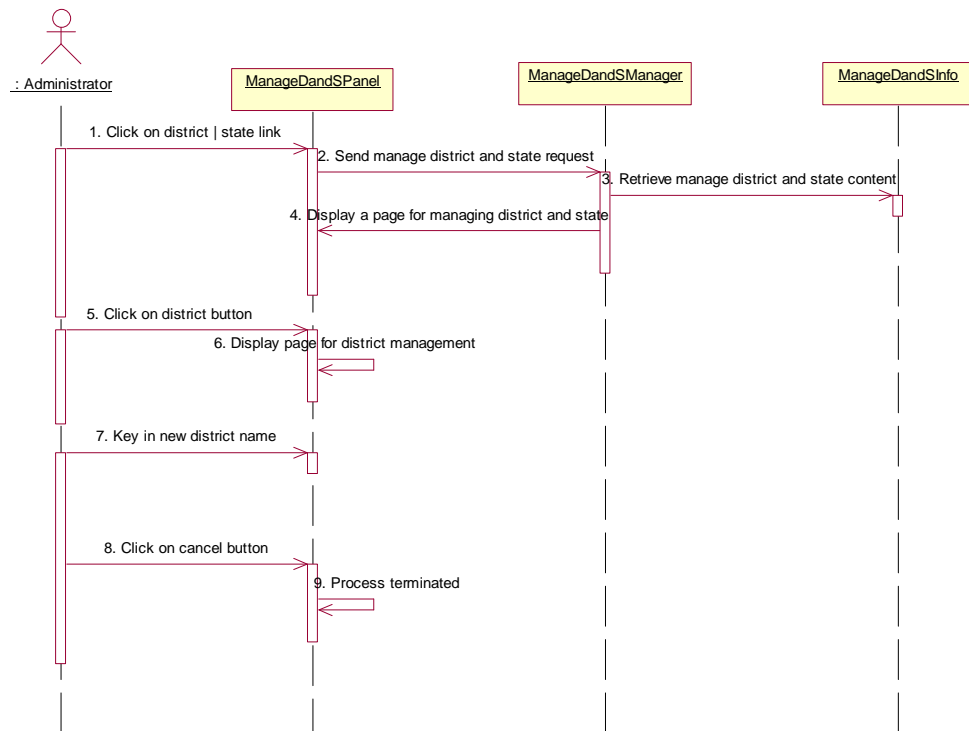 : Administrator
ManageDandSPanel
ManageDandSManager
ManageDandSInfo
1. Click on district | state link
2. Send manage district and state request
3. Retrieve manage district and state content
4. Display a page for managing district and state
5. Click on district button
6. Display page for district management
7. Key in new district name
8. Click on cancel button
9. Process terminated